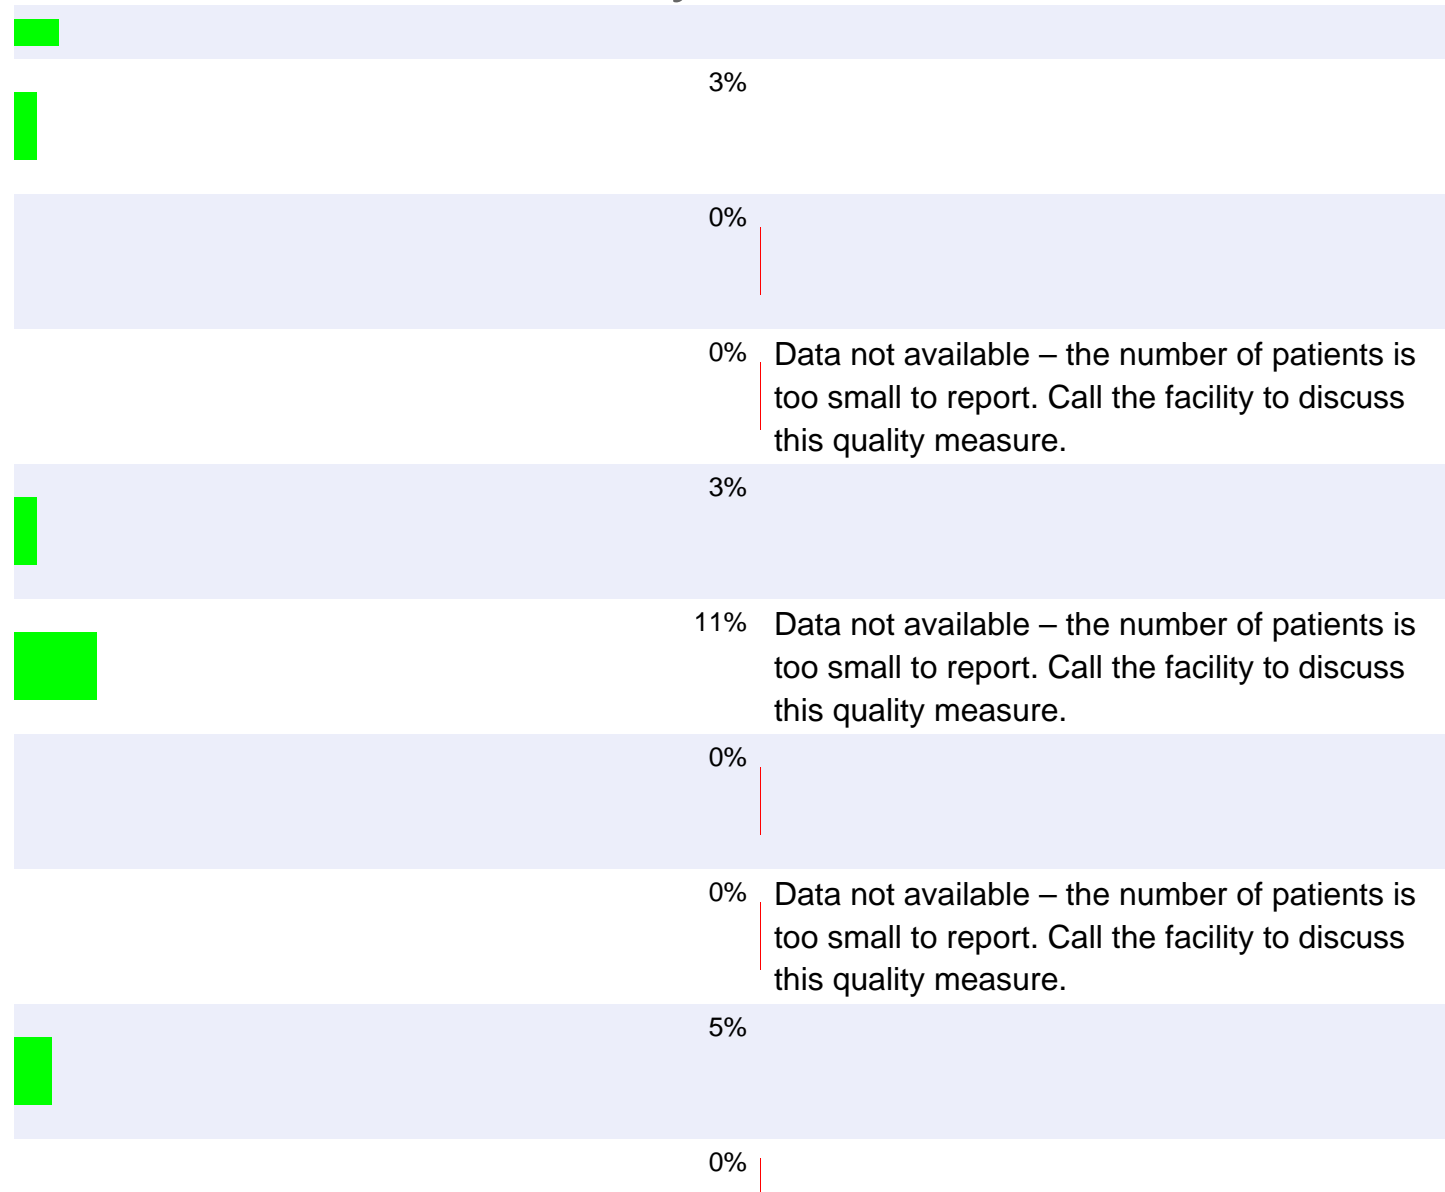 3%
0%
0% Data not available – the number of patients is
too small to report. Call the facility to discuss
this quality measure.
3%
11% Data not available – the number of patients is
too small to report. Call the facility to discuss
this quality measure.
0%
0% Data not available – the number of patients is
too small to report. Call the facility to discuss
this quality measure.
5%
0%